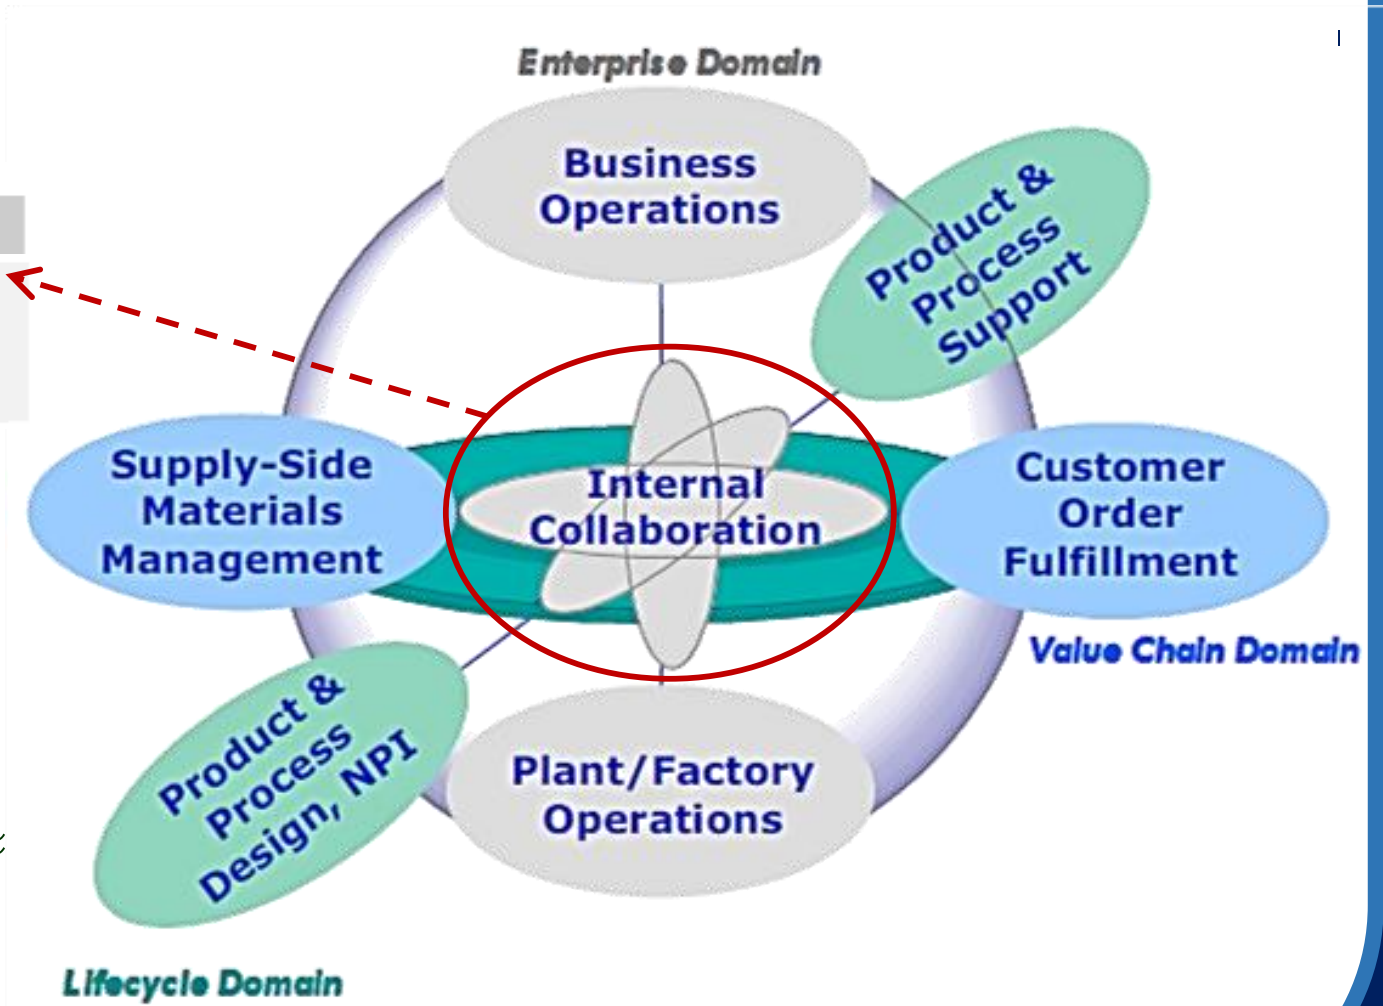 Enterprise Domain
Business
Operations
Product &
Process
Support
Supply-Side
Materials
Management
Internal
Collaboration
Customer
Order
Fulfillment
Value Chain Domain
Product &
Process
Design, NPI
Plant/Factory
Operations
Lifecycle Domain